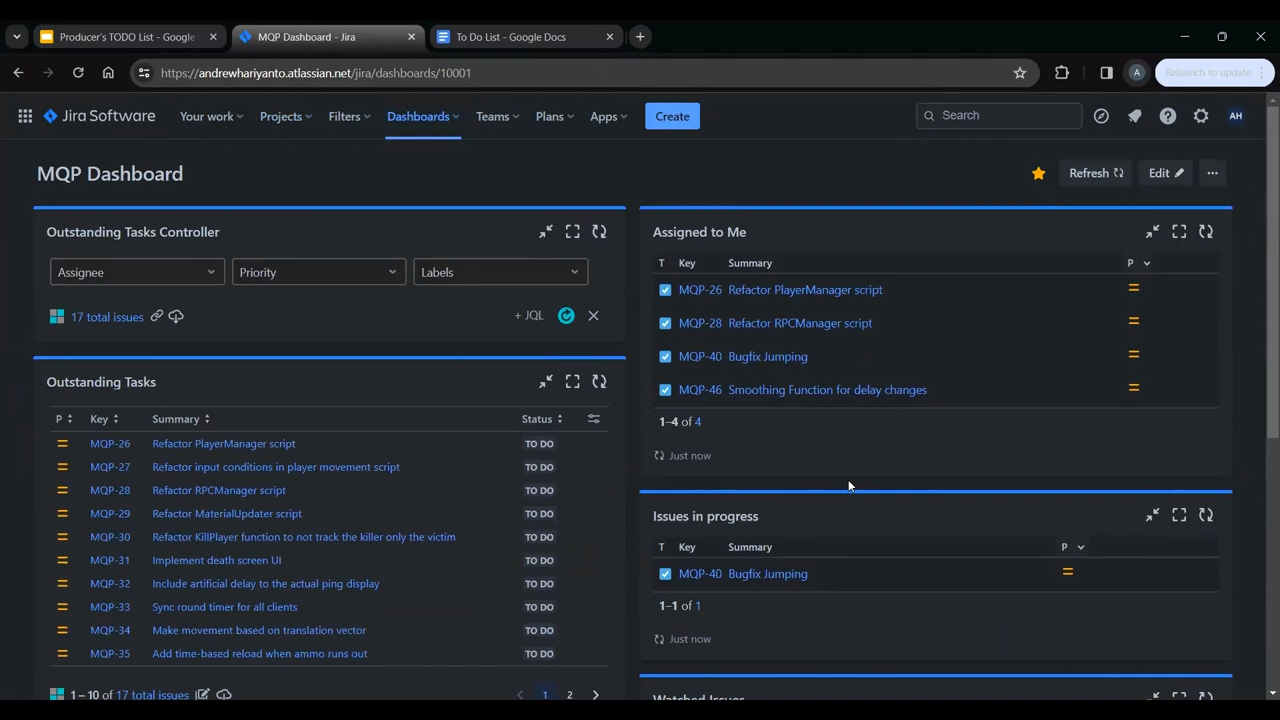 Producer's TODO List - Google
MQP Dashboard - Jira
To Do List - Google Docs
https://andrewhariyanto.atlassian.net/jira/dashboards/10001
A
Relaunch to update
Jira Software
Your work
Projects
Filters
Dashboards
Teams
Plans
Apps
Create
Search
AH
MQP Dashboard
Refresh
Edit
Outstanding Tasks Controller
Assignee
Priority
Labels
17 total issues
+ JQL
Outstanding Tasks
P Key Summary Status
MQP-26 Refactor PlayerManager script TO DO
MQP-27 Refactor input conditions in player movement script TO DO
MQP-28 Refactor RPCManager script TO DO
MQP-29 Refactor MaterialUpdater script TO DO
MQP-30 Refactor KillPlayer function to not track the killer only the victim TO DO
MQP-31 Implement death screen UI TO DO
MQP-32 Include artificial delay to the actual ping display TO DO
MQP-33 Sync round timer for all clients TO DO
MQP-34 Make movement based on translation vector TO DO
MQP-35 Add time-based reload when ammo runs out TO DO
1 – 10 of 17 total issues
1 2
Assigned to Me
T Key Summary P
MQP-26 Refactor PlayerManager script
MQP-28 Refactor RPCManager script
MQP-40 Bugfix Jumping
MQP-46 Smoothing Function for delay changes
1–4 of 4
Just now
Issues in progress
T Key Summary P
MQP-40 Bugfix Jumping
1–1 of 1
Just now
Watched Issues